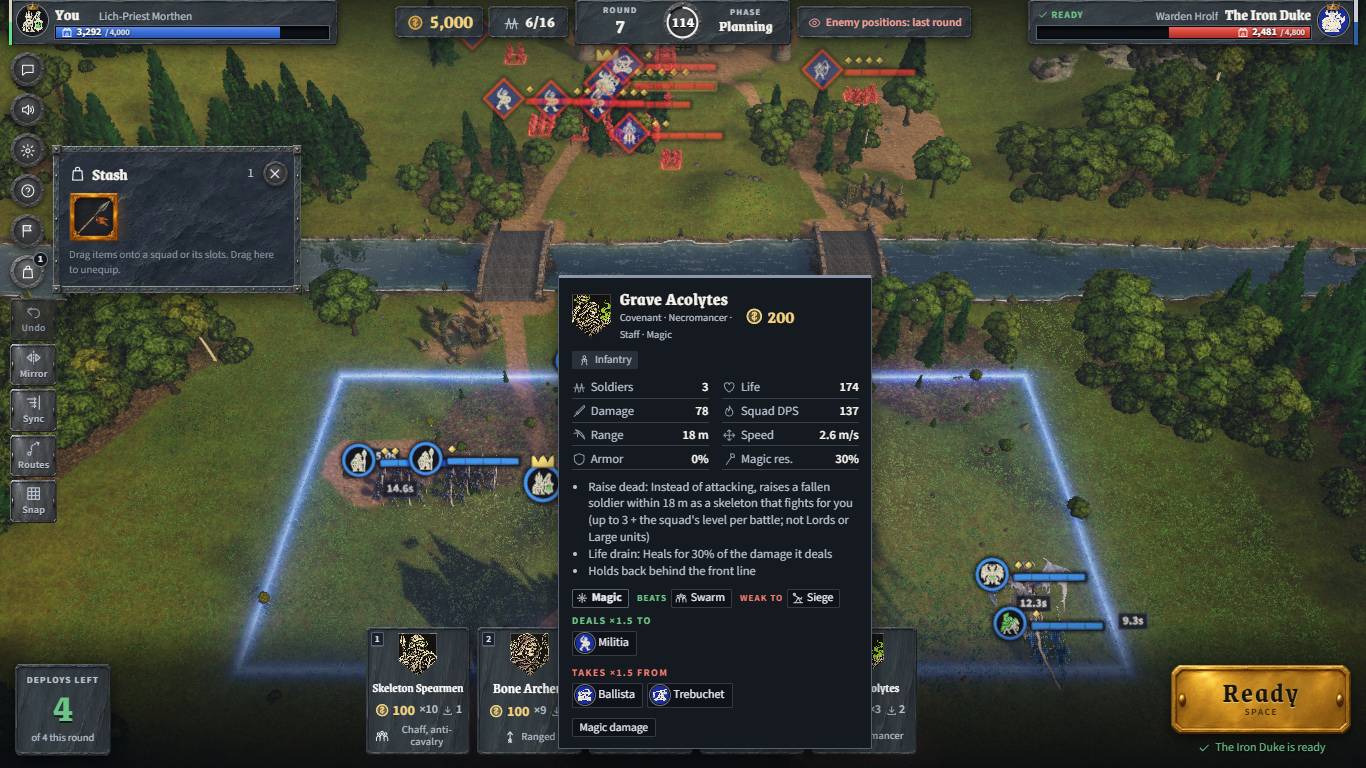 You Lich-Priest Morthen
3,292 / 4,000
5,000
6/16
ROUND
7
114
PHASE
Planning
Enemy positions: last round
READY
Warden Hrolf The Iron Duke
2,481 / 4,800
Stash
1
Drag items onto a squad or its slots. Drag here
to unequip.
1
Undo
Mirror
Sync
Routes
Snap
Grave Acolytes
Covenant · Necromancer ·
Staff · Magic
200
Infantry
Soldiers 3
Life 174
Damage 78
Squad DPS 137
Range 18 m
Speed 2.6 m/s
Armor 0%
Magic res. 30%
• Raise dead: Instead of attacking, raises a fallen
soldier within 18 m as a skeleton that fights for you
(up to 3 + the squad's level per battle; not Lords or
Large units)
• Life drain: Heals for 30% of the damage it deals
• Holds back behind the front line
Magic BEATS Swarm WEAK TO Siege
DEALS ×1.5 TO
Militia
TAKES ×1.5 FROM
Ballista Trebuchet
Magic damage
14.6s
12.3s
9.3s
DEPLOYS LEFT
4
of 4 this round
1
Skeleton Spearmen
100 ×10 1
Chaff, anti-
cavalry
2
Bone Archer
100 ×9
Ranged
olytes
×3 2
mancer
Ready
SPACE
The Iron Duke is ready